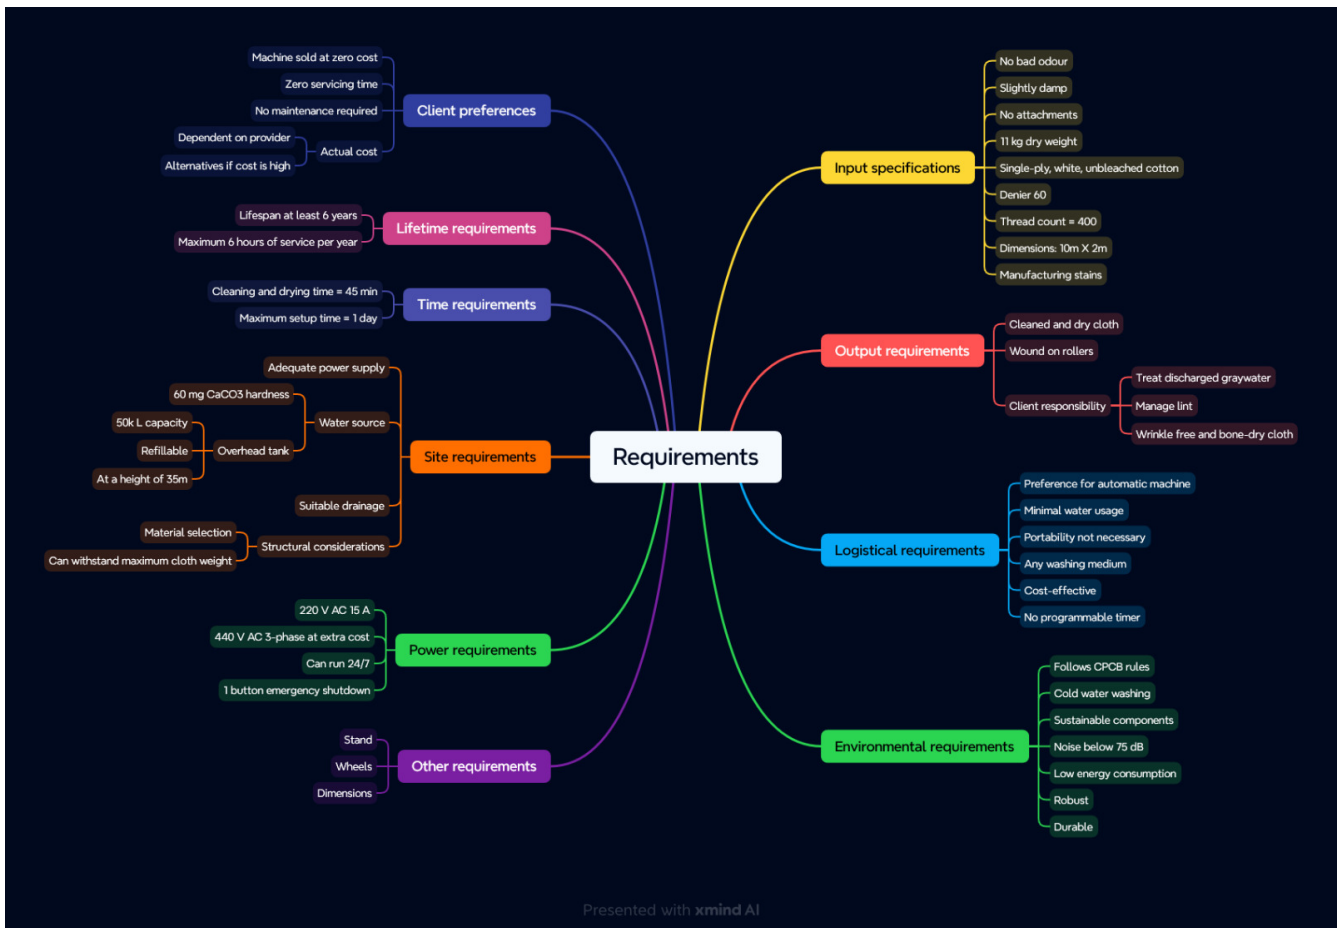 Requirements
Client preferences
Machine sold at zero cost
Zero servicing time
No maintenance required
Actual cost
Dependent on provider
Alternatives if cost is high
Lifetime requirements
Lifespan at least 6 years
Maximum 6 hours of service per year
Time requirements
Cleaning and drying time = 45 min
Maximum setup time = 1 day
Site requirements
Adequate power supply
Water source
60 mg CaCO3 hardness
Overhead tank
50k L capacity
Refillable
At a height of 35m
Suitable drainage
Structural considerations
Material selection
Can withstand maximum cloth weight
Power requirements
220 V AC 15 A
440 V AC 3-phase at extra cost
Can run 24/7
1 button emergency shutdown
Other requirements
Stand
Wheels
Dimensions
Input specifications
No bad odour
Slightly damp
No attachments
11 kg dry weight
Single-ply, white, unbleached cotton
Denier 60
Thread count = 400
Dimensions: 10m X 2m
Manufacturing stains
Output requirements
Cleaned and dry cloth
Wound on rollers
Client responsibility
Treat discharged graywater
Manage lint
Wrinkle free and bone-dry cloth
Logistical requirements
Preference for automatic machine
Minimal water usage
Portability not necessary
Any washing medium
Cost-effective
No programmable timer
Environmental requirements
Follows CPCB rules
Cold water washing
Sustainable components
Noise below 75 dB
Low energy consumption
Robust
Durable
Presented with xmind AI